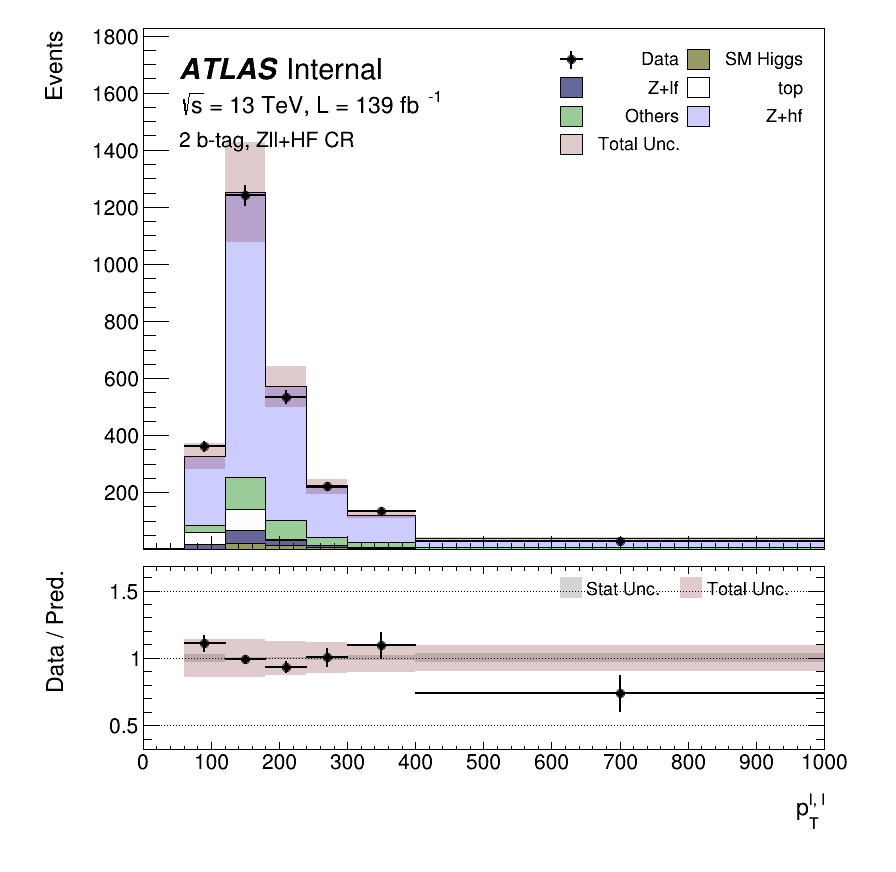 Events
1800
1600
1400
1200
1000
800
600
400
200
ATLAS Internal
√s = 13 TeV, L = 139 fb -1
2 b-tag, Zll+HF CR
Data SM Higgs
Z+lf top
Others Z+hf
Total Unc.
Data / Pred.
1.5
1
0.5
Stat Unc. Total Unc.
0 100 200 300 400 500 600 700 800 900 1000
p_T^{l, l}